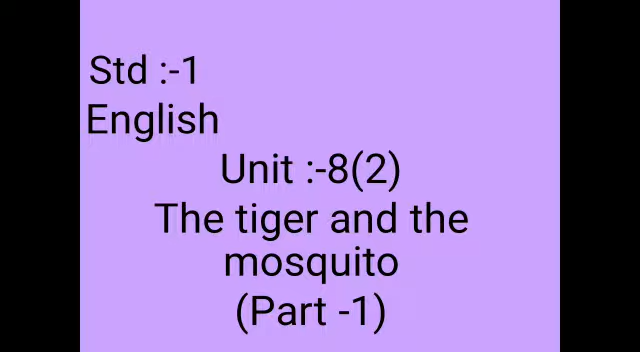 Std :-1
English
Unit :-8(2)
The tiger and the
mosquito
(Part -1)